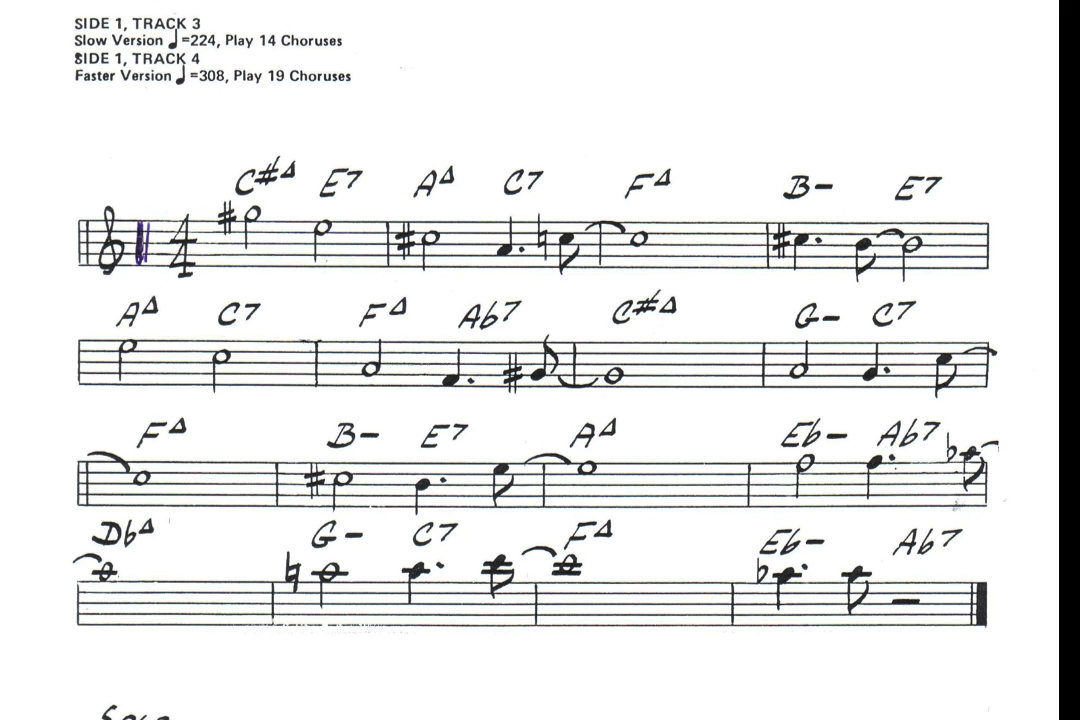 SIDE 1, TRACK 3
Slow Version ♩=224, Play 14 Choruses
SIDE 1, TRACK 4
Faster Version ♩=308, Play 19 Choruses
C#Δ E7 AΔ C7 FΔ B- E7
4
4
AΔ C7 FΔ Ab7 C#Δ G- C7
FΔ B- E7 AΔ Eb- Ab7
DbΔ G- C7 FΔ Eb- Ab7